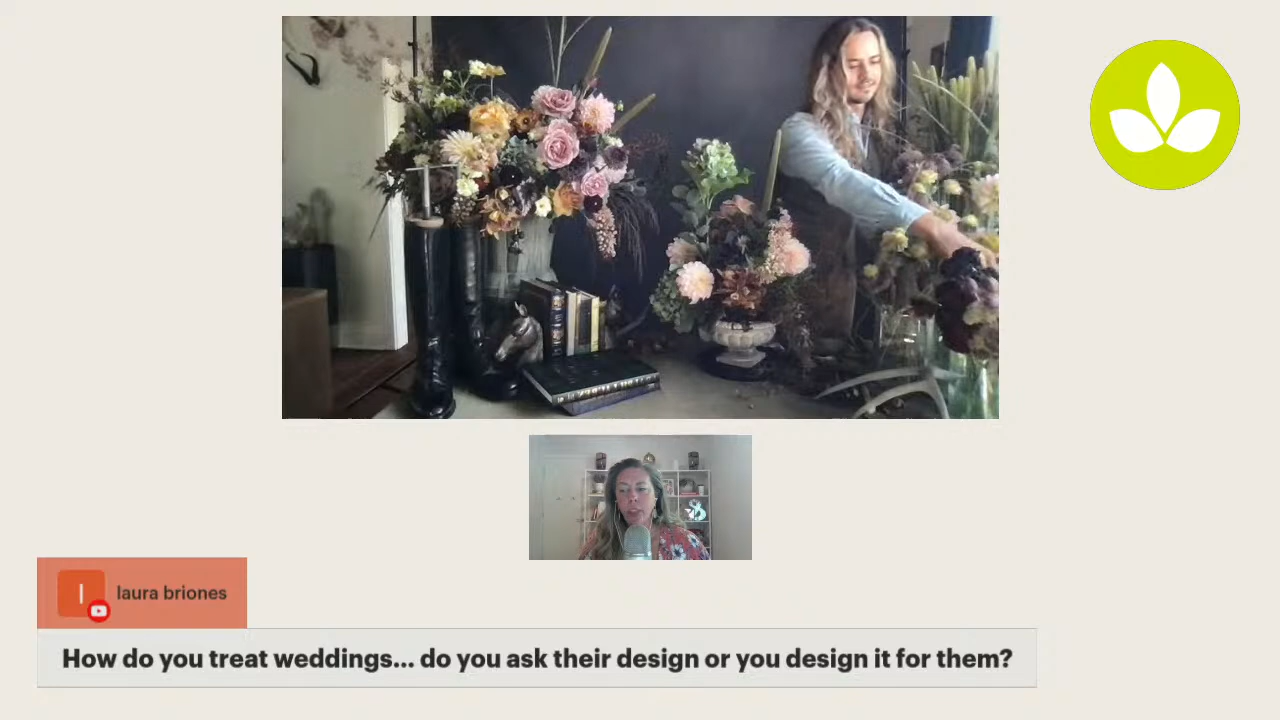 l
laura briones
How do you treat weddings... do you ask their design or you design it for them?